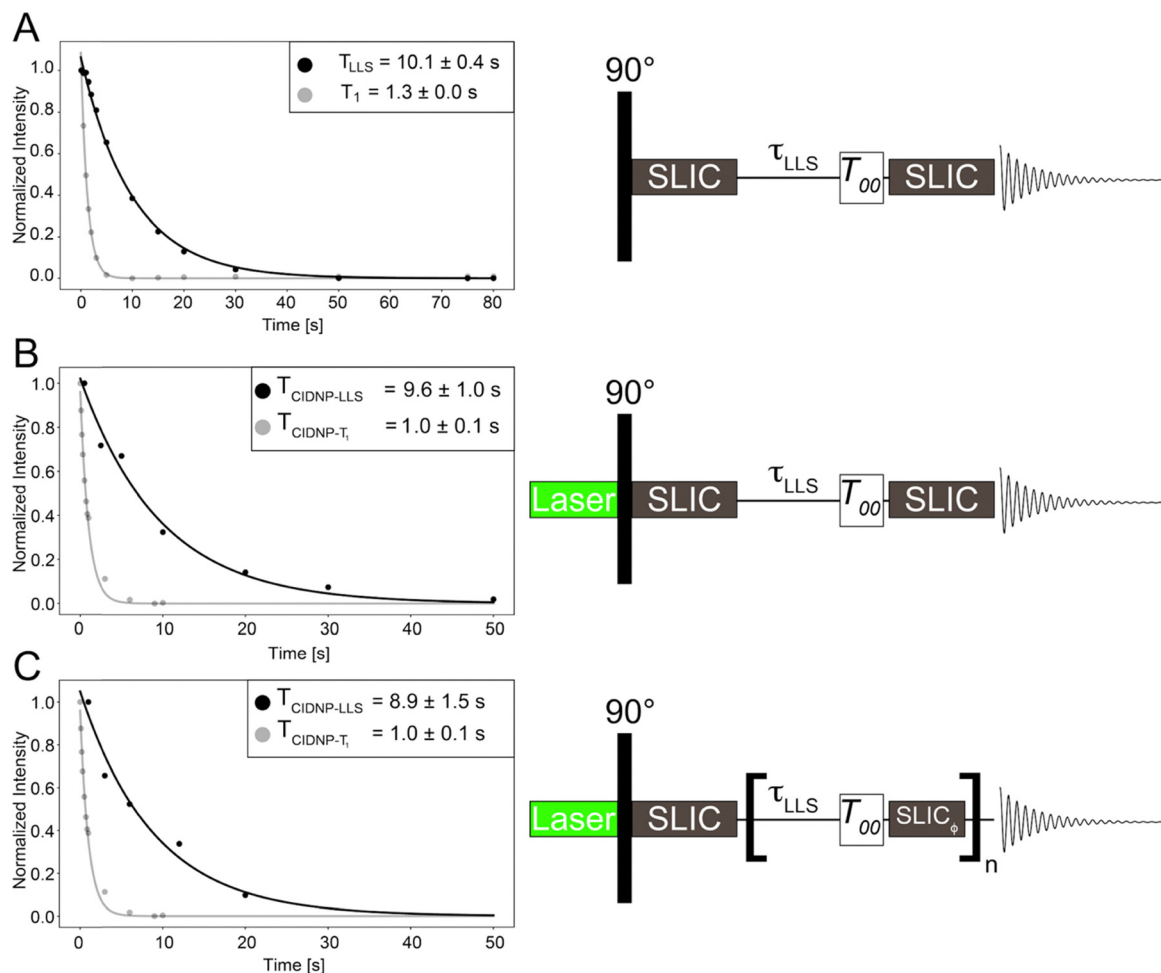 A
T_LLS = 10.1 ± 0.4 s
T_1 = 1.3 ± 0.0 s
Normalized Intensity
1.0
0.8
0.6
0.4
0.2
0.0
0 10 20 30 40 50 60 70 80
Time [s]
90°
SLIC
τ_LLS
T_00
SLIC
B
T_CIDNP-LLS = 9.6 ± 1.0 s
T_CIDNP-T_1 = 1.0 ± 0.1 s
Normalized Intensity
1.0
0.8
0.6
0.4
0.2
0.0
0 10 20 30 40 50
Time [s]
90°
Laser
SLIC
τ_LLS
T_00
SLIC
C
T_CIDNP-LLS = 8.9 ± 1.5 s
T_CIDNP-T_1 = 1.0 ± 0.1 s
Normalized Intensity
1.0
0.8
0.6
0.4
0.2
0.0
0 10 20 30 40 50
Time [s]
90°
Laser
SLIC
[
τ_LLS
T_00
SLIC_ϕ
]n